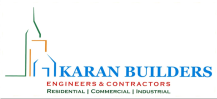 KARAN BUILDERS
ENGINEERS & CONTRACTORS
RESIDENTIAL | COMMERCIAL | INDUSTRIAL